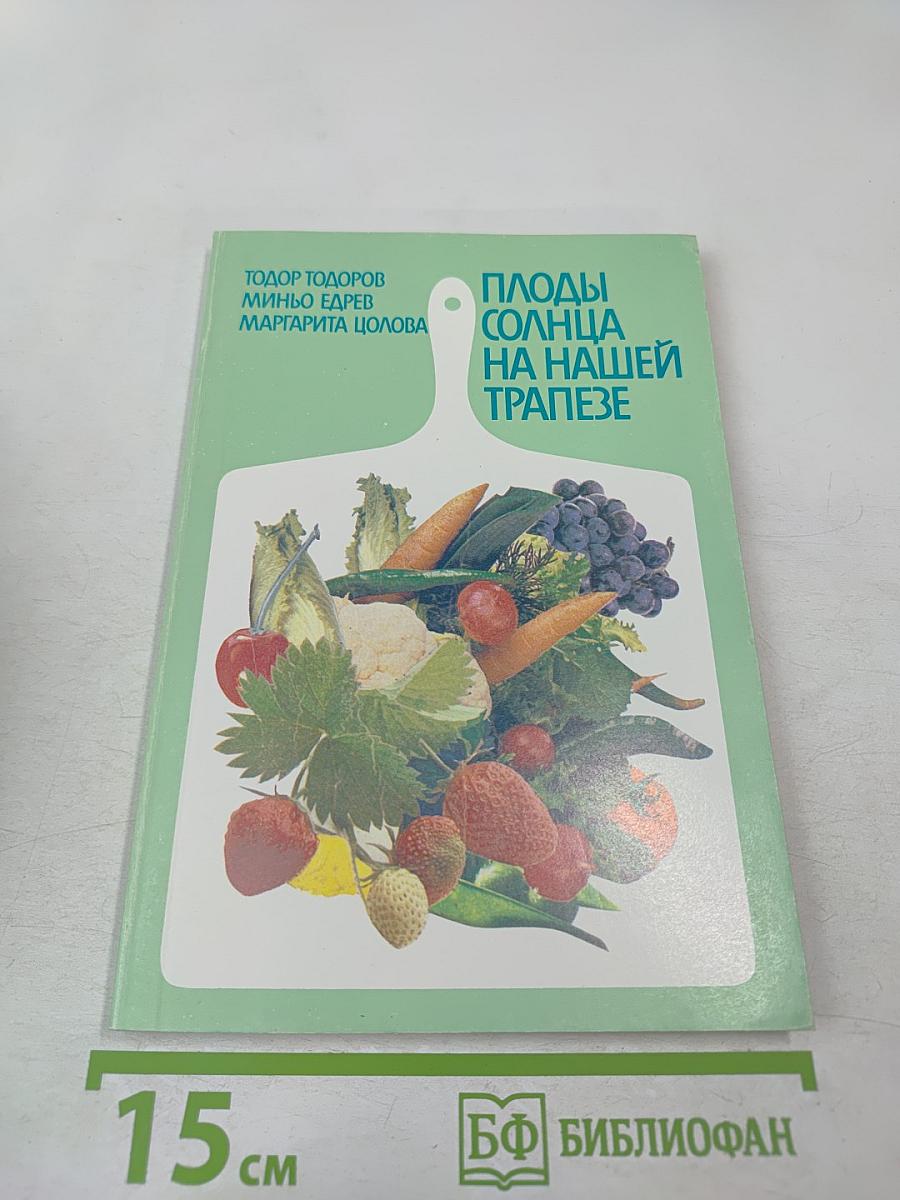 ТОДОР ТОДОРОВ
МИНЬО ЕДРЕВ
МАРГАРИТА ЦОЛОВА
ПЛОДЫ
СОЛНЦА
НА НАШЕЙ
ТРАПЕЗЕ
15 см
БФ БИБЛИОФАН